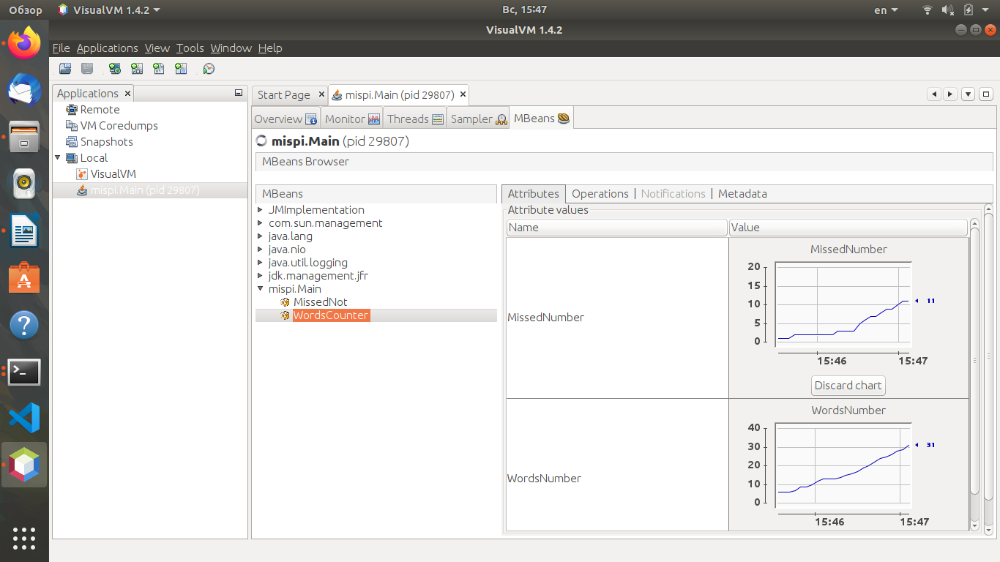 Обзор VisualVM 1.4.2 Вс, 15:47 en
VisualVM 1.4.2
File Applications View Tools Window Help
Applications
Remote
VM Coredumps
Snapshots
Local
VisualVM
mispi.Main (pid 29807)
Start Page mispi.Main (pid 29807)
Overview Monitor Threads Sampler MBeans
mispi.Main (pid 29807)
MBeans Browser
MBeans
JMImplementation
com.sun.management
java.lang
java.nio
java.util.logging
jdk.management.jfr
mispi.Main
MissedNot
WordsCounter
Attributes Operations Notifications Metadata
Attribute values
Name Value
MissedNumber
MissedNumber
20
15
10
5
0
11
15:46 15:47
Discard chart
WordsNumber
WordsNumber
40
30
20
10
0
31
15:46 15:47